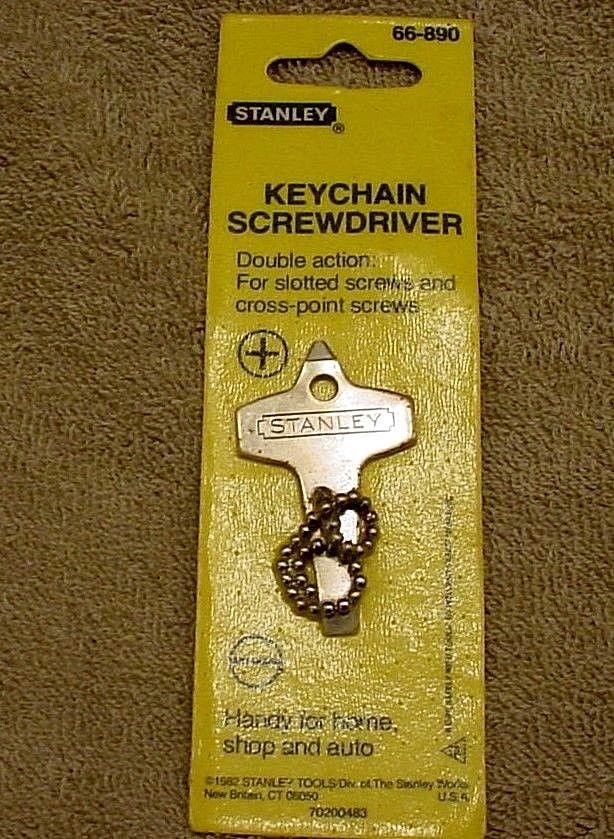 66-890
STANLEY®
KEYCHAIN
SCREWDRIVER
Double action:
For slotted screws and
cross-point screws
STANLEY
Handy for home,
shop and auto
©1982 STANLEY TOOLS Div. of The Stanley Works
New Britain, CT 06050 U.S.A.
70200483